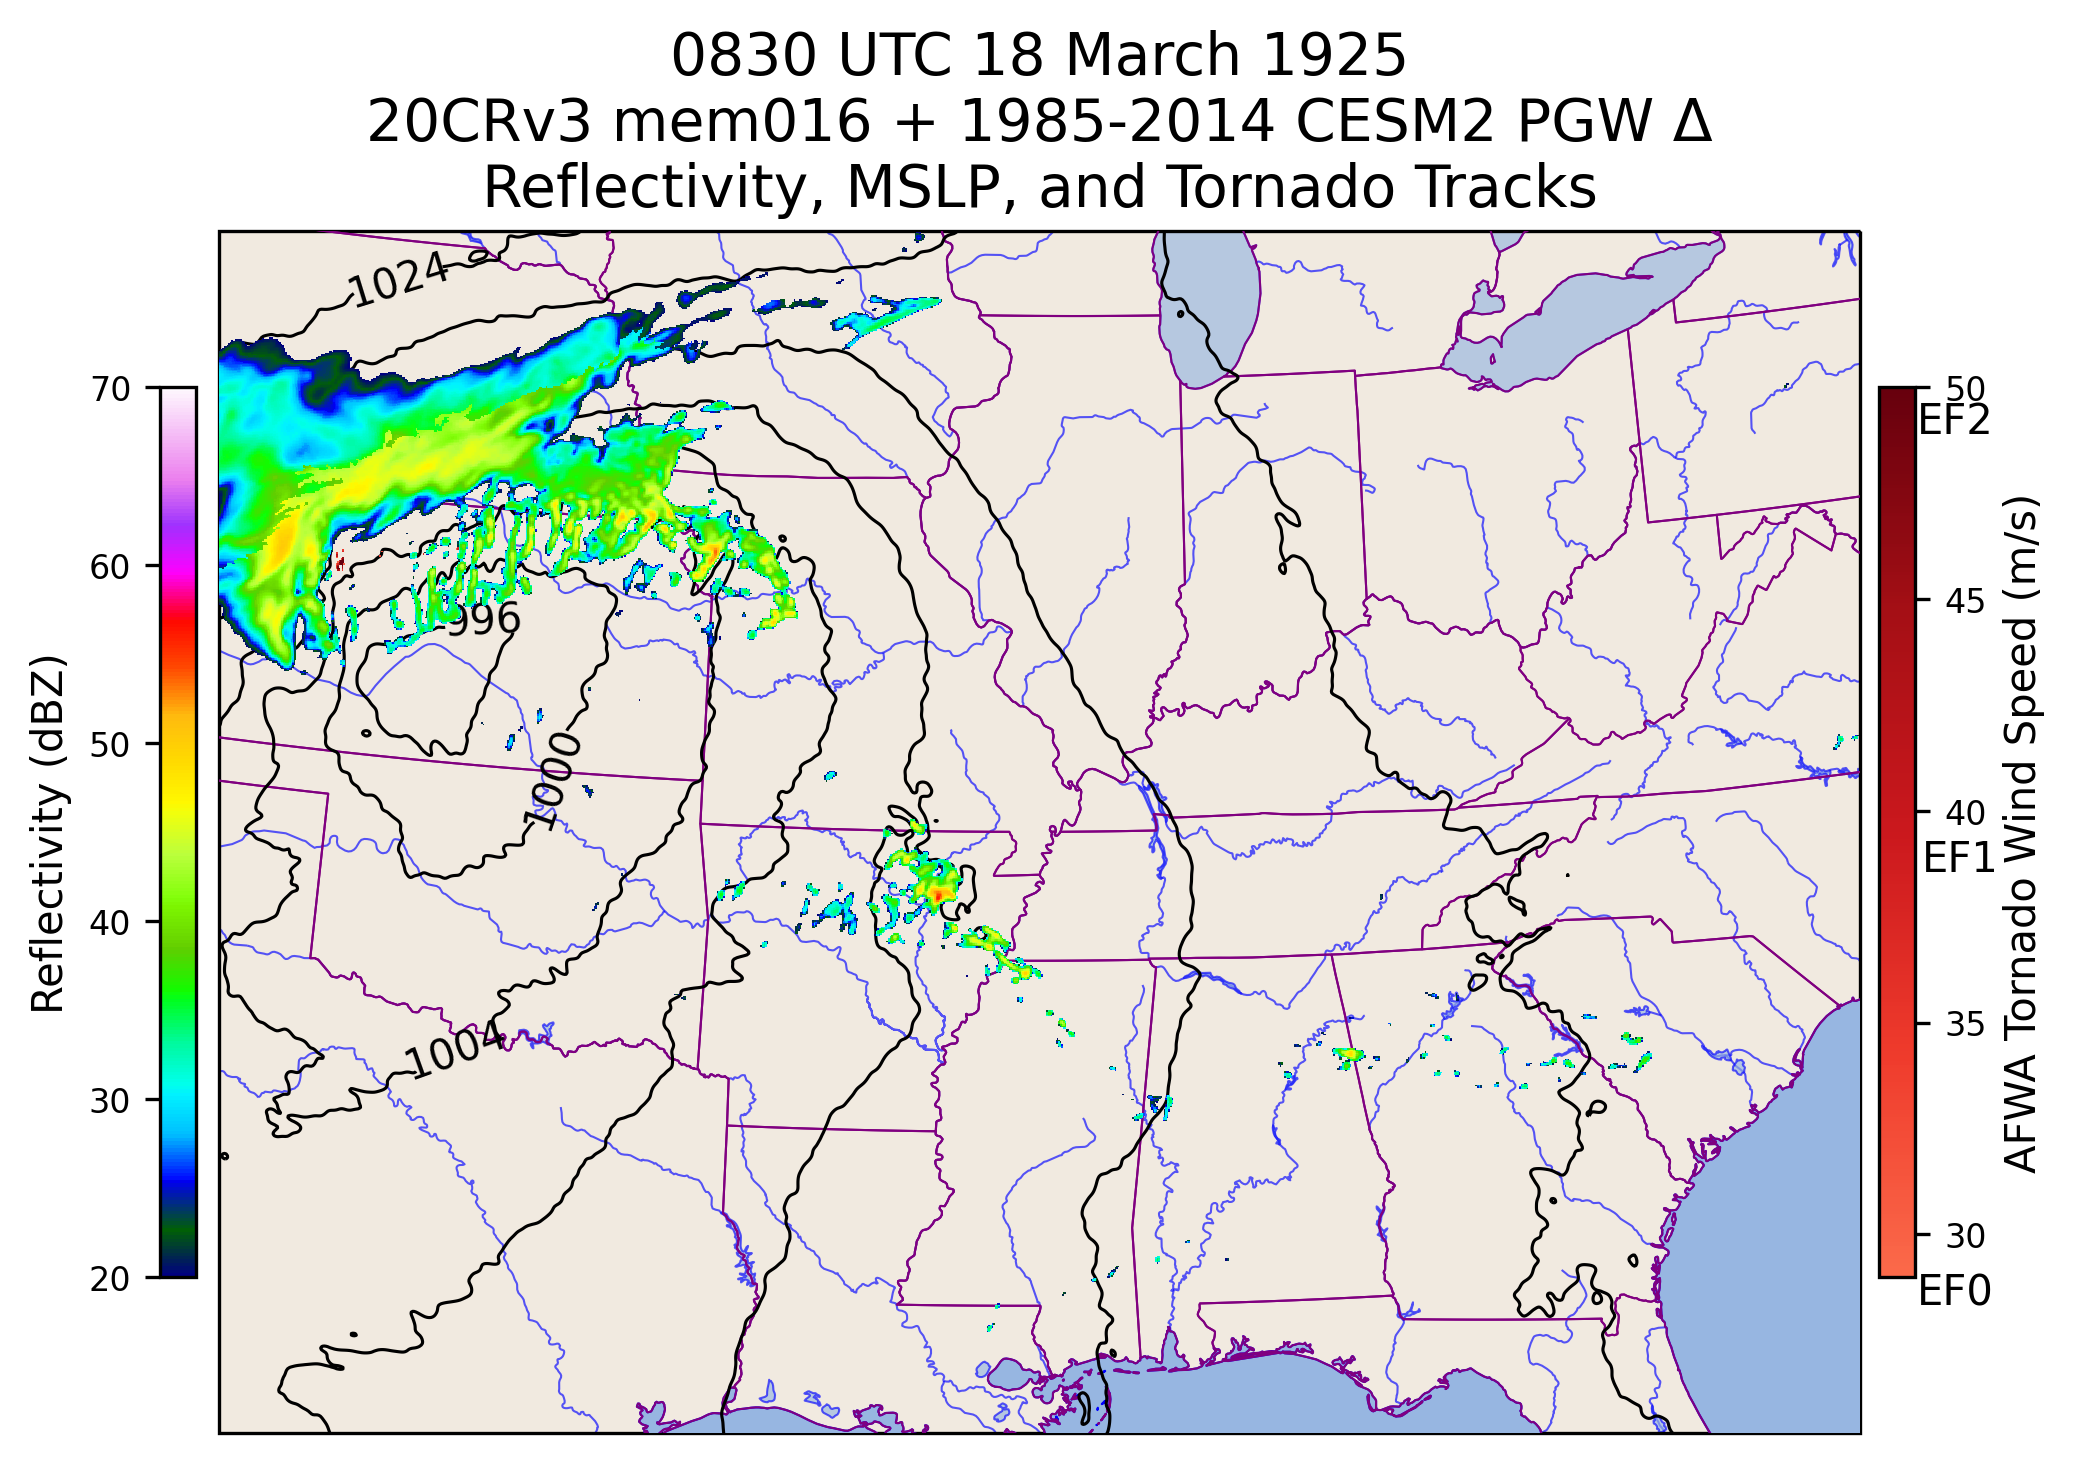 0830 UTC 18 March 1925
20CRv3 mem016 + 1985-2014 CESM2 PGW Δ
Reflectivity, MSLP, and Tornado Tracks
1024
996
1000
1004
70
60
50
40
30
20
Reflectivity (dBZ)
50
EF2
45
40
EF1
35
30
EF0
AFWA Tornado Wind Speed (m/s)